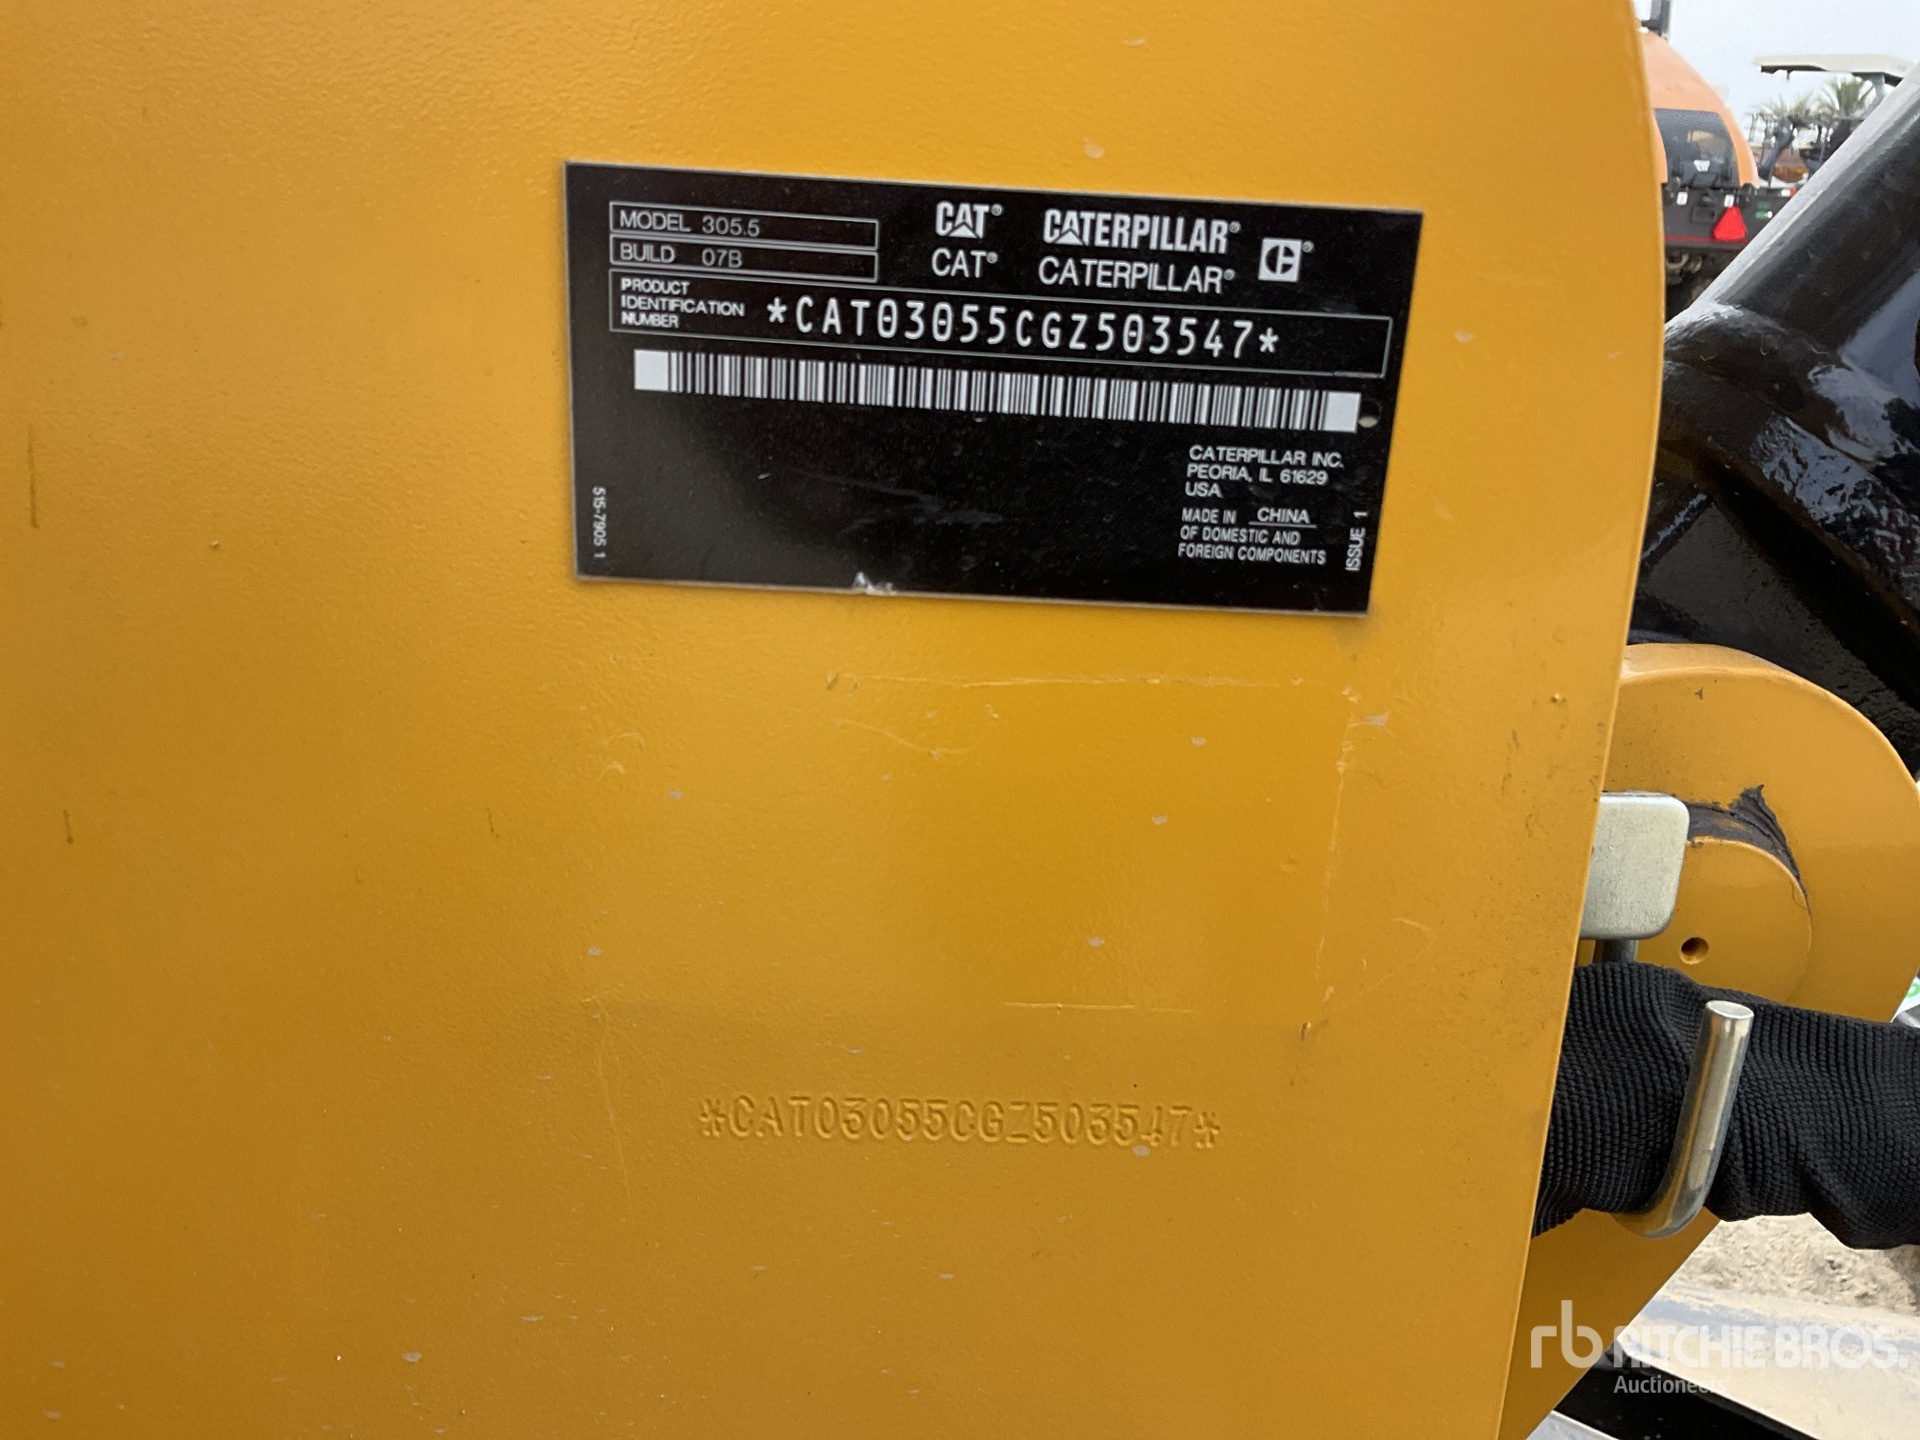 MODEL 305.5
BUILD 07B
CAT® CATERPILLAR®
CAT® CATERPILLAR®
PRODUCT
IDENTIFICATION
NUMBER
*CAT03055CGZ503547*
CATERPILLAR INC.
PEORIA, IL 61629
USA
MADE IN CHINA
OF DOMESTIC AND
FOREIGN COMPONENTS
ISSUE 1
515-7905 1
*CAT03055CGZ503547*
rb RITCHIE BROS.
Auctioneers